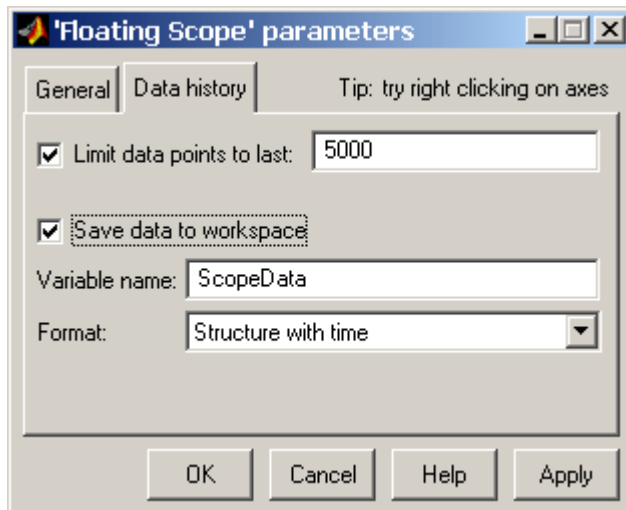 'Floating Scope' parameters
General Data history Tip: try right clicking on axes
Limit data points to last: 5000
Save data to workspace
Variable name: ScopeData
Format: Structure with time
OK Cancel Help Apply